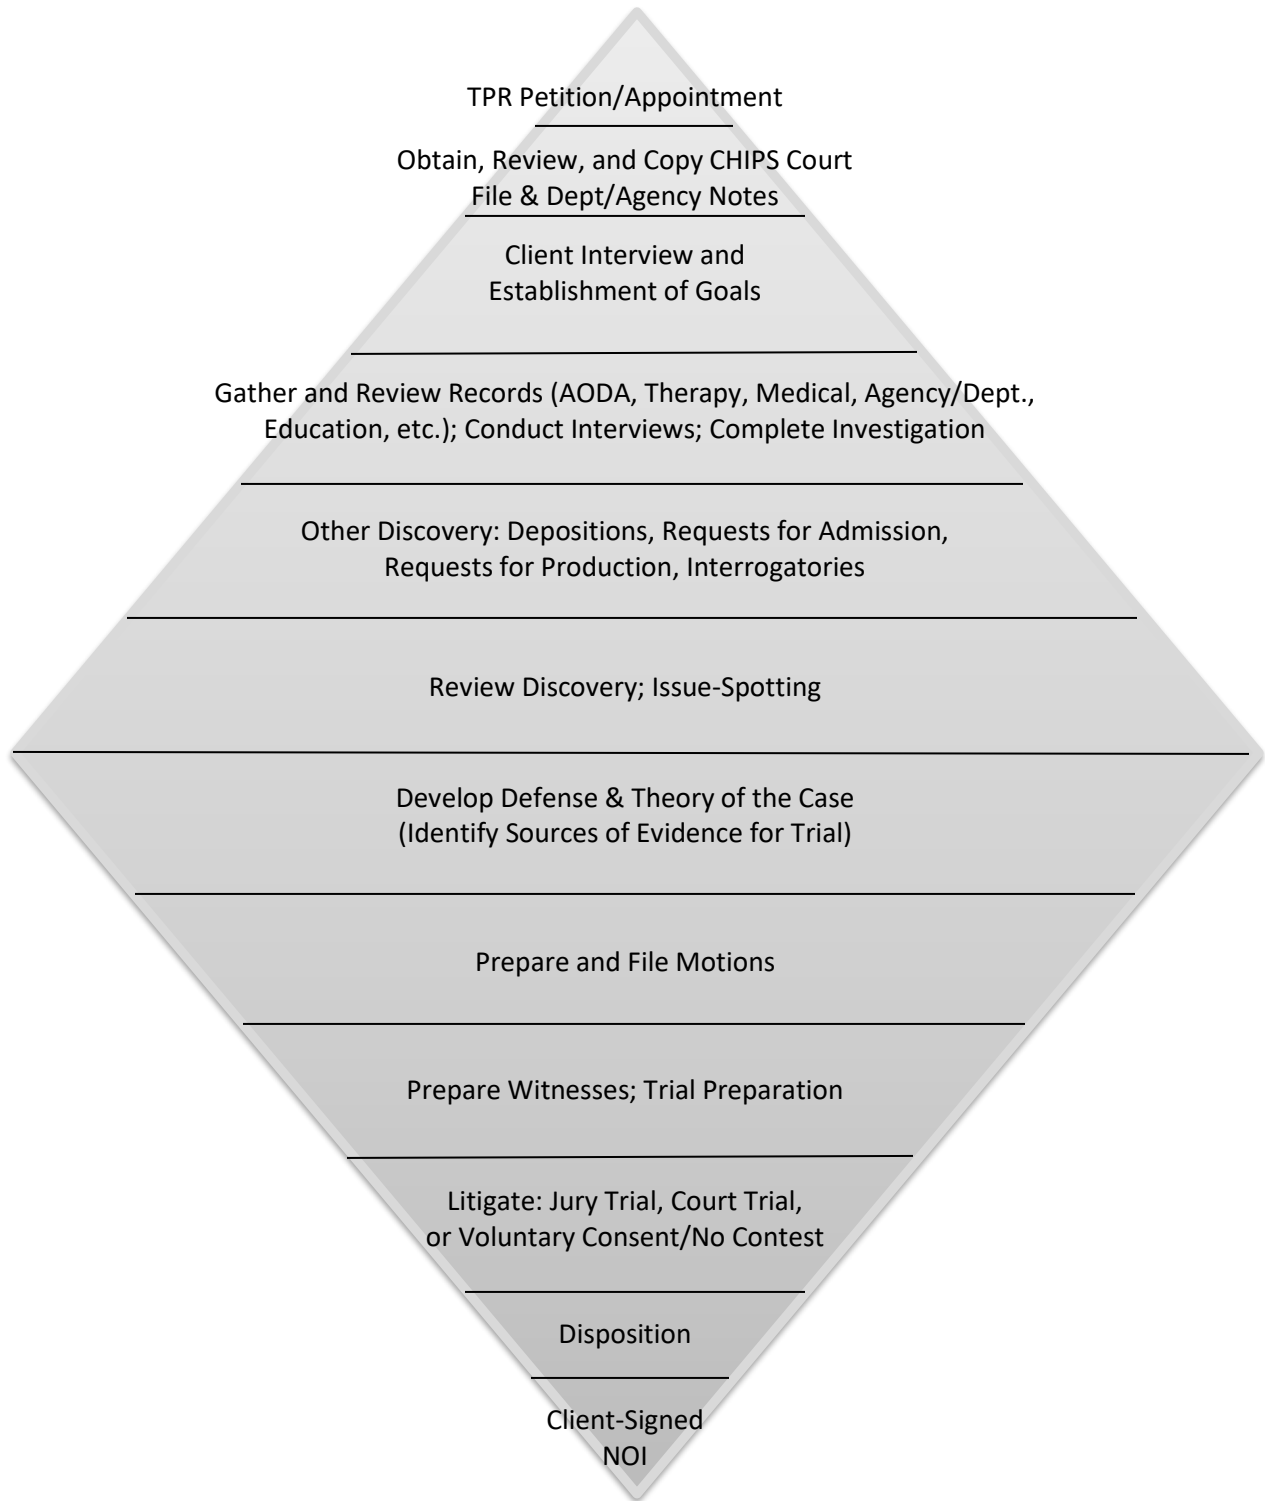 TPR Petition/Appointment
Obtain, Review, and Copy CHIPS Court
File & Dept/Agency Notes
Client Interview and
Establishment of Goals
Gather and Review Records (AODA, Therapy, Medical, Agency/Dept.,
Education, etc.); Conduct Interviews; Complete Investigation
Other Discovery: Depositions, Requests for Admission,
Requests for Production, Interrogatories
Review Discovery; Issue-Spotting
Develop Defense & Theory of the Case
(Identify Sources of Evidence for Trial)
Prepare and File Motions
Prepare Witnesses; Trial Preparation
Litigate: Jury Trial, Court Trial,
or Voluntary Consent/No Contest
Disposition
Client-Signed
NOI